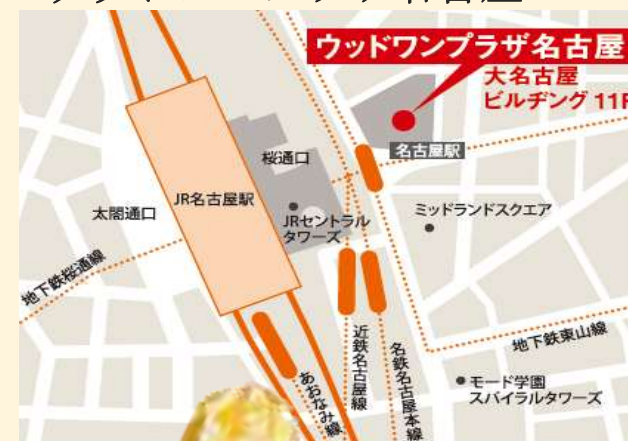 ウッドワンプラザ名古屋
大名古屋
ビルヂング 11F
名古屋駅
桜通口
JR名古屋駅
太閤通口
JRセントラル
タワーズ
ミッドランドスクエア
地下鉄桜通線
地下鉄東山線
近鉄名古屋線
名鉄名古屋本線
あおなみ線
モード学園
スパイラルタワーズ